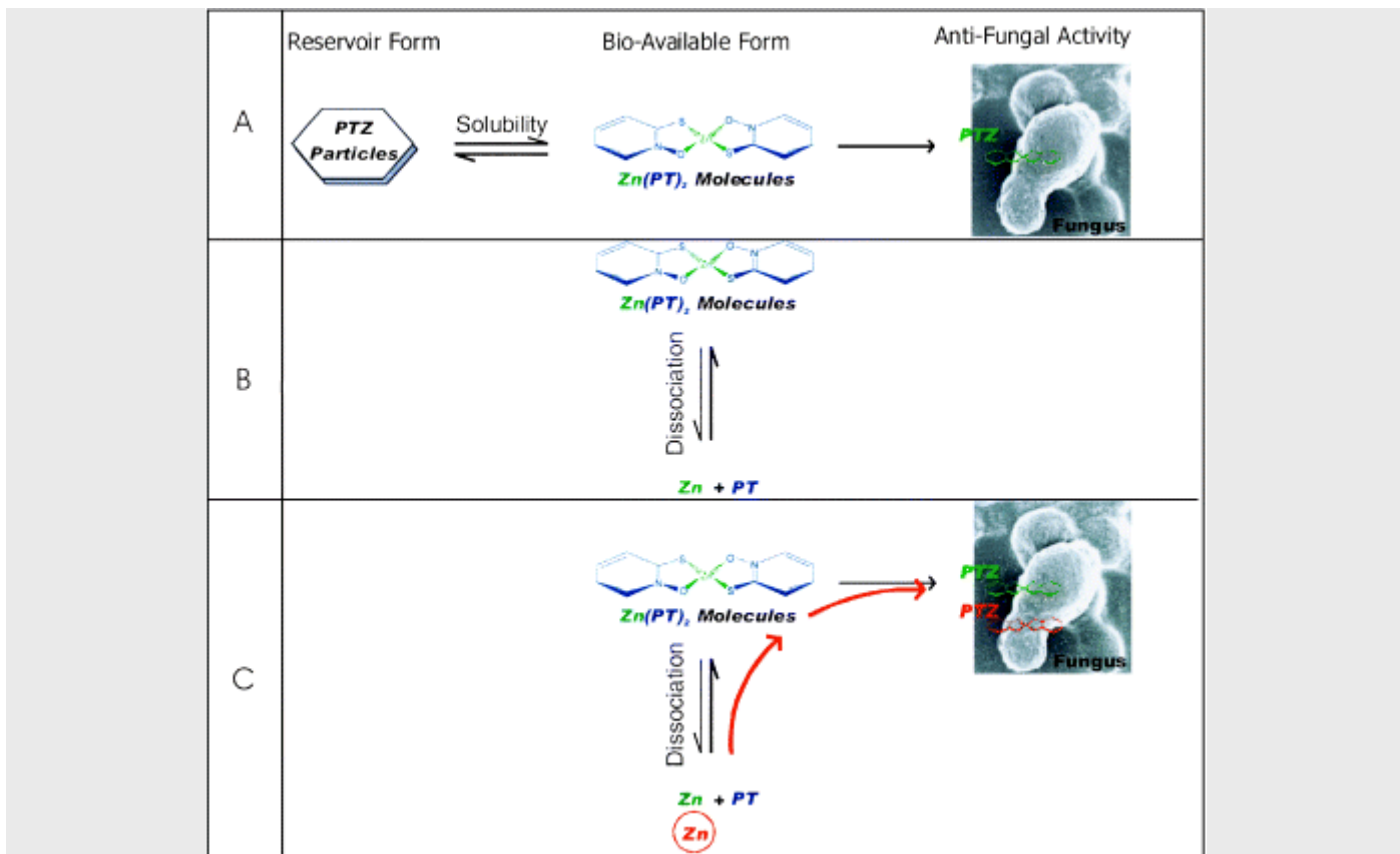 Reservoir Form
Bio-Available Form
Anti-Fungal Activity
A
PTZ
Particles
Solubility
S
O
N
Zn
N
O
S
Zn(PT)₂ Molecules
PTZ
Fungus
B
S
O
N
N
O
S
Zn(PT)₂ Molecules
Dissociation
Zn + PT
C
S
O
N
N
O
S
Zn(PT)₂ Molecules
PTZ
PTZ
Fungus
Dissociation
Zn + PT
Zn